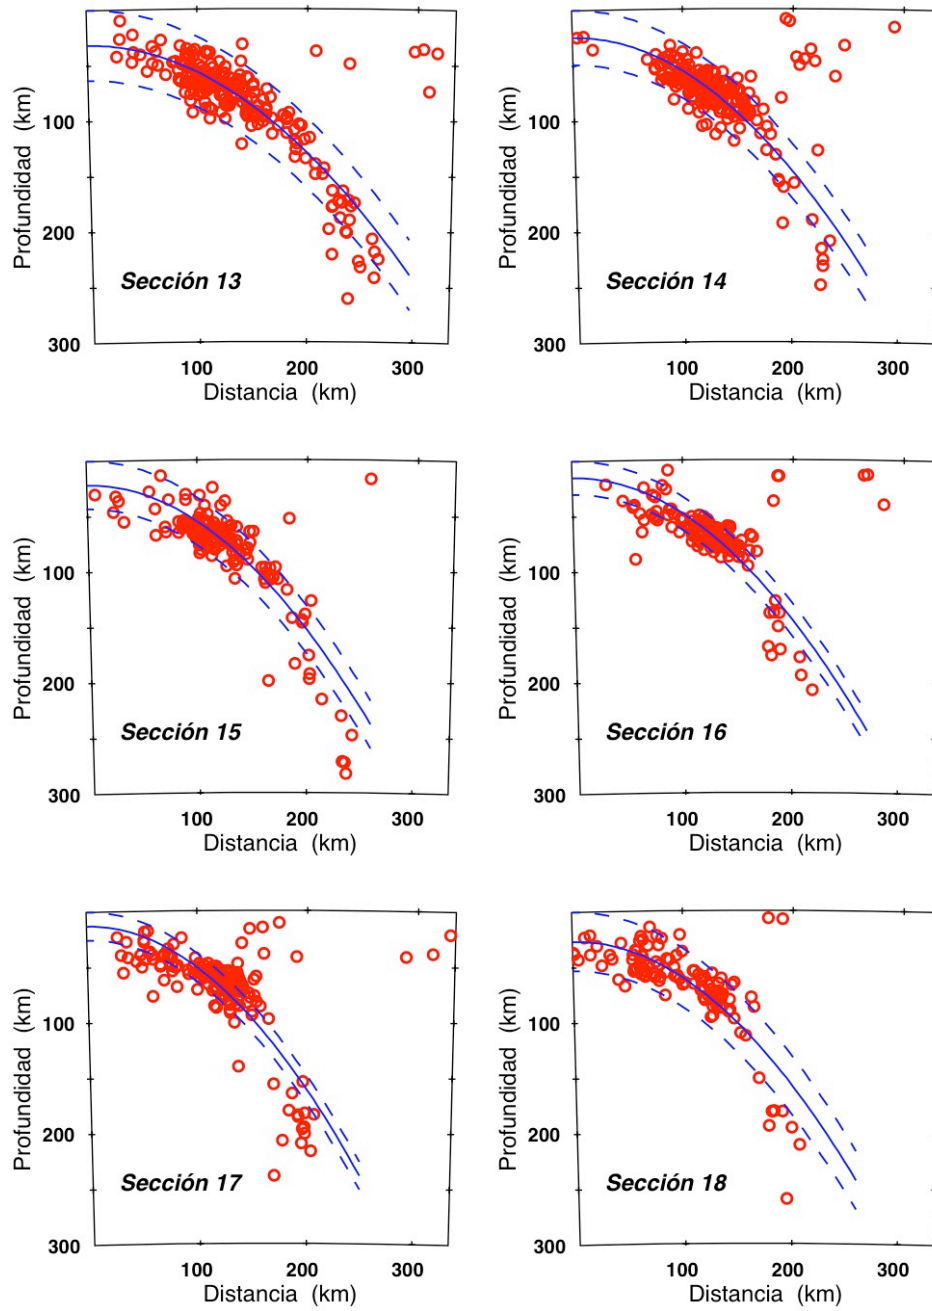 Profundidad (km)
100
200
300
Sección 13
100 200 300
Distancia (km)
Profundidad (km)
100
200
300
Sección 14
100 200 300
Distancia (km)
Profundidad (km)
100
200
300
Sección 15
100 200 300
Distancia (km)
Profundidad (km)
100
200
300
Sección 16
100 200 300
Distancia (km)
Profundidad (km)
100
200
300
Sección 17
100 200 300
Distancia (km)
Profundidad (km)
100
200
300
Sección 18
100 200 300
Distancia (km)